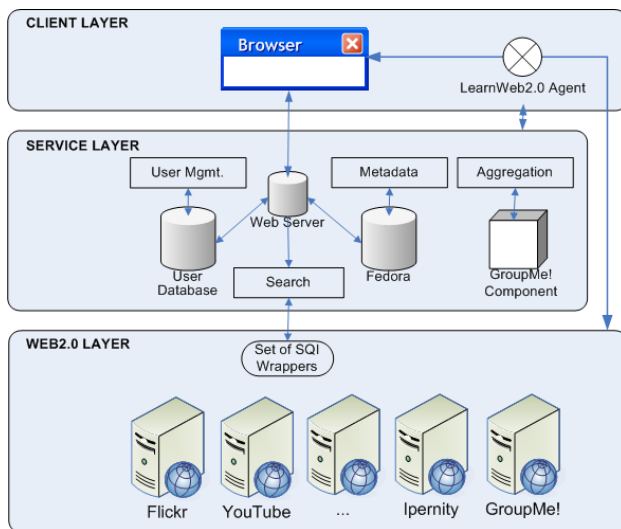 CLIENT LAYER
Browser
LearnWeb2.0 Agent
SERVICE LAYER
User Mgmt.
Metadata
Aggregation
Web Server
User
Database
Search
Fedora
GroupMe!
Component
WEB2.0 LAYER
Set of SQI
Wrappers
Flickr
YouTube
...
Ipernity
GroupMe!